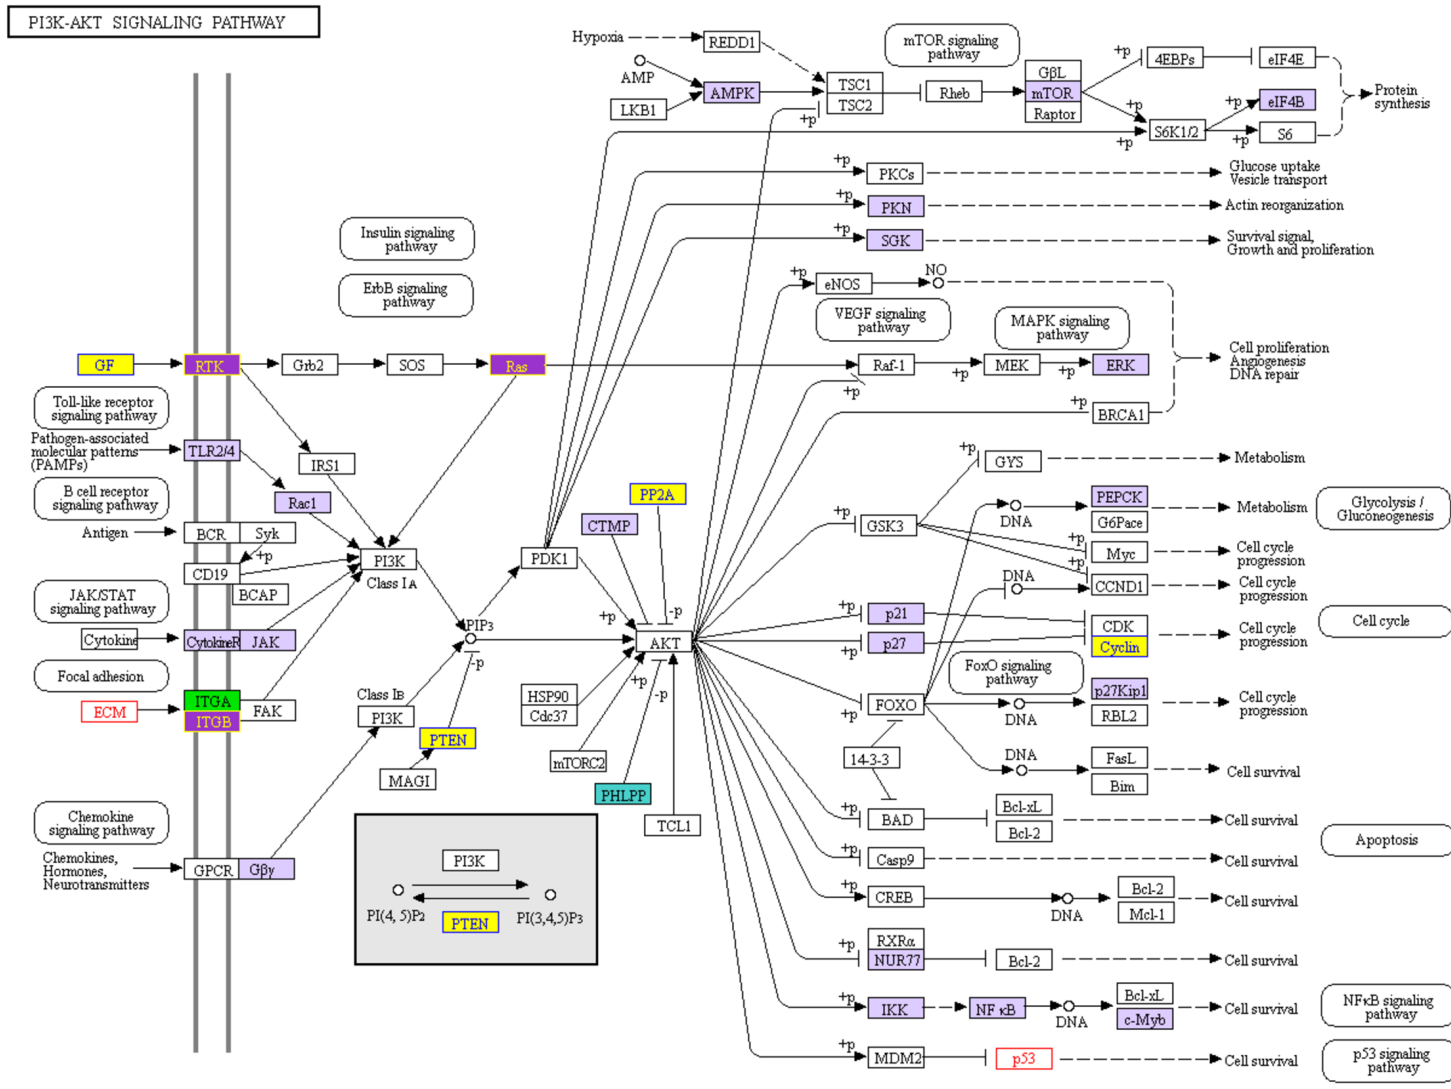 PI3K-AKT SIGNALING PATHWAY
Hypoxia
REDD1
mTOR signaling
pathway
+p
4EBPs
eIF4E
AMP
GβL
LKB1
AMPK
TSC1
TSC2
+p
Rheb
mTOR
Raptor
+p
+p
S6K1/2
+p
eIF4B
+p
S6
Protein
synthesis
+p
PKCs
Glucose uptake
Vesicle transport
+p
PKN
Actin reorganization
+p
SGK
Survival signal,
Growth and proliferation
Insulin signaling
pathway
ErbB signaling
pathway
+p
eNOS
NO
VEGF signaling
pathway
MAPK signaling
pathway
GF
RTK
Grb2
SOS
Ras
Raf-1
+p
MEK
+p
ERK
+p
Cell proliferation
Angiogenesis
DNA repair
+p
BRCA1
Toll-like receptor
signaling pathway
Pathogen-associated
molecular patterns
(PAMPs)
TLR2/4
IRS1
Rac1
B cell receptor
signaling pathway
Antigen
BCR
Syk
+p
CD19
BCAP
PI3K
Class IA
PDK1
CTMP
PP2A
+p
-p
AKT
PIP3
-p
+p
GYS
Metabolism
+p
GSK3
DNA
PEPCK
G6Pace
Metabolism
Glycolysis /
Gluconeogenesis
+p
Myc
Cell cycle
progression
+p
DNA
CCND1
Cell cycle
progression
JAK/STAT
signaling pathway
Cytokine
CytokineR
JAK
+p
p21
+p
p27
CDK
Cyclin
Cell cycle
progression
Cell cycle
Focal adhesion
ECM
ITGA
ITGB
FAK
Class IB
PI3K
PTEN
MAGI
HSP90
Cdc37
+p
-p
mTORC2
PHLPP
TCL1
FoxO signaling
pathway
+p
FOXO
DNA
p27Kip1
RBL2
Cell cycle
progression
14-3-3
DNA
FasL
Bim
Cell survival
Chemokine
signaling pathway
Chemokines,
Hormones,
Neurotransmitters
GPCR
Gβγ
PI3K
PI(4, 5)P2
PI(3,4,5)P3
PTEN
+p
BAD
Bcl-xL
Bcl-2
Cell survival
Apoptosis
+p
Casp9
Cell survival
+p
CREB
DNA
Bcl-2
Mcl-1
Cell survival
+p
RXRα
NUR77
Bcl-2
Cell survival
+p
IKK
NFκB
DNA
Bcl-xL
c-Myb
Cell survival
NFκB signaling
pathway
+p
MDM2
p53
Cell survival
p53 signaling
pathway